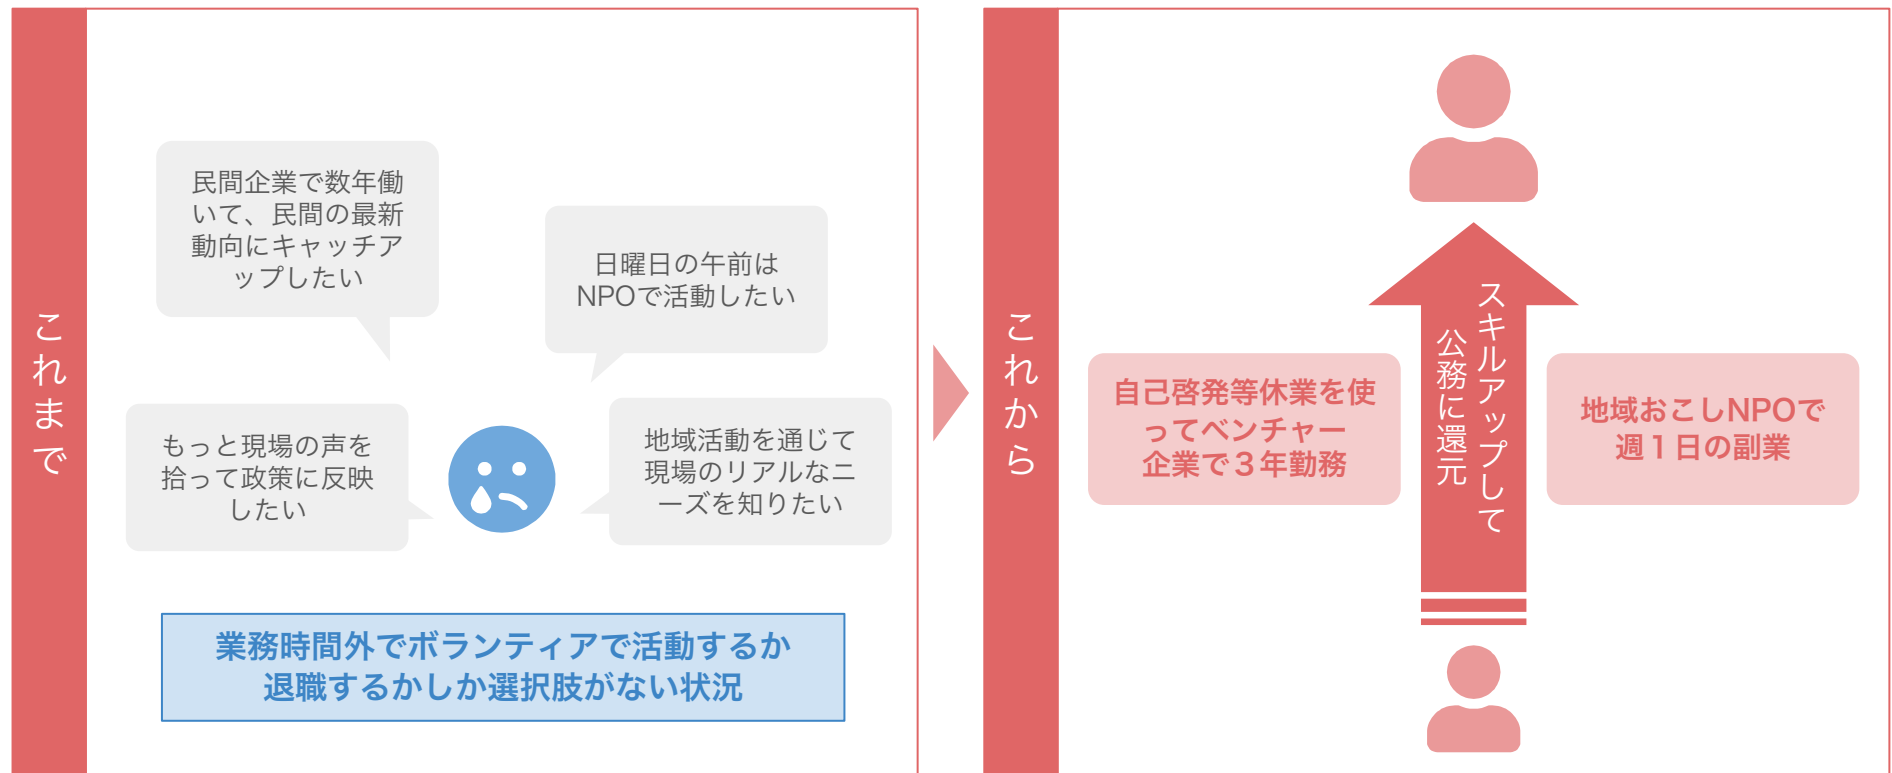 これまで
民間企業で数年働
いて、民間の最新
動向にキャッチア
ップしたい
日曜日の午前は
NPOで活動したい
もっと現場の声を
拾って政策に反映
したい
地域活動を通じて
現場のリアルなニ
ーズを知りたい
業務時間外でボランティアで活動するか
退職するかしか選択肢がない状況
これから
自己啓発等休業を使
ってベンチャー
企業で３年勤務
スキルアップして
公務に還元
地域おこしNPOで
週１日の副業